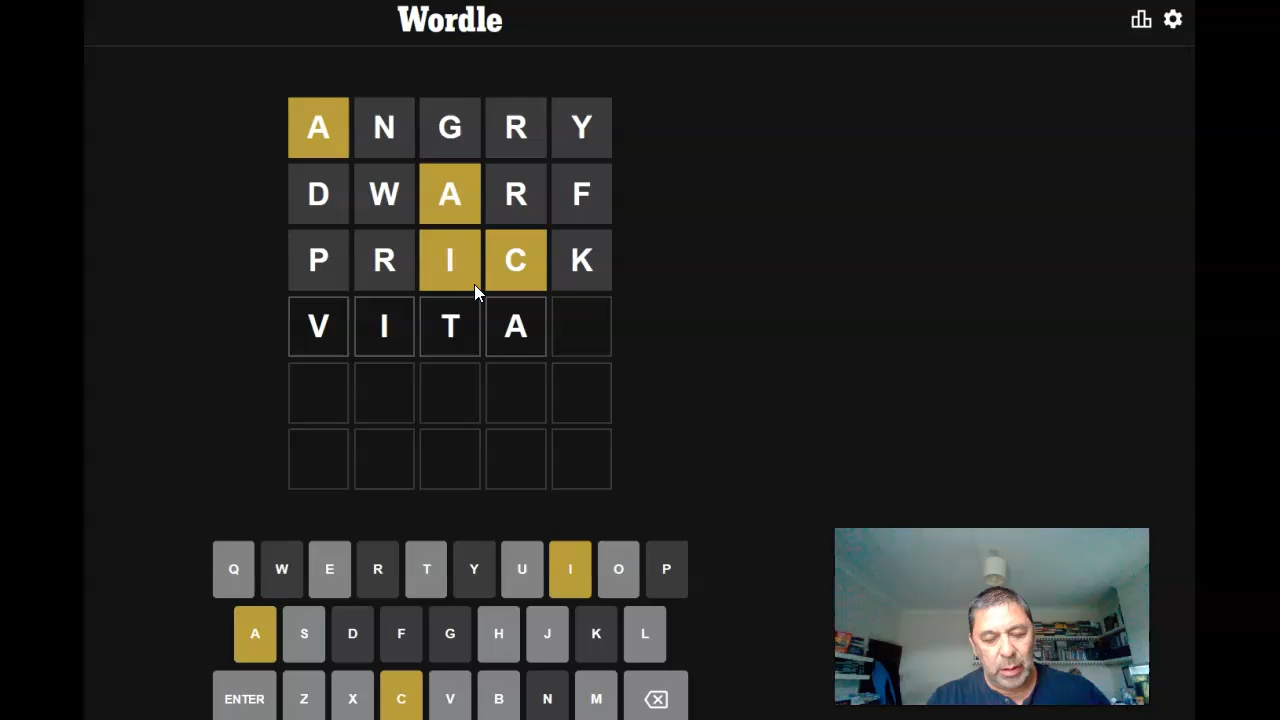 Wordle
A N G R Y
D W A R F
P R I C K
V I T A
Q W E R T Y U I O P
A S D F G H J K L
ENTER Z X C V B N M